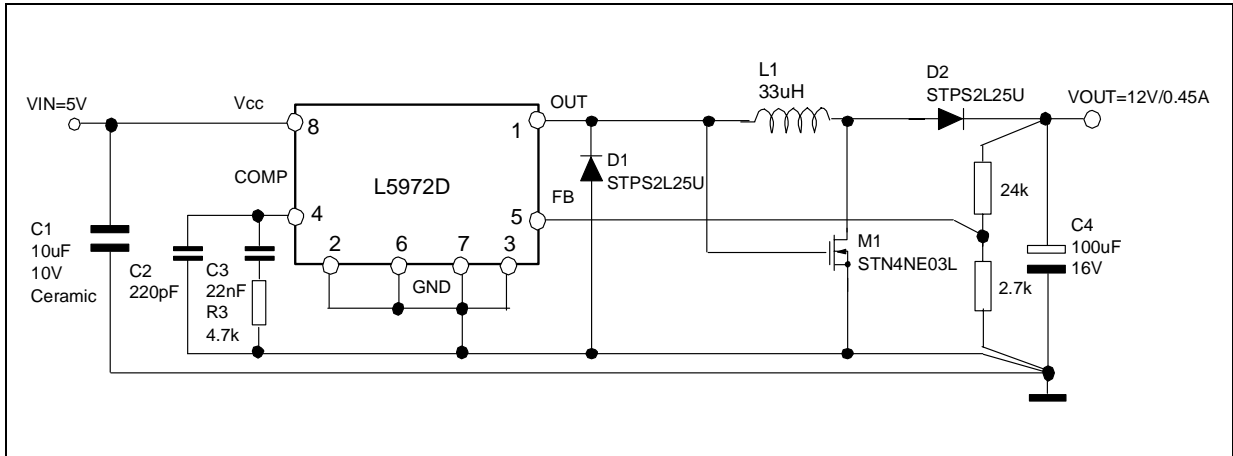 VIN=5V
Vcc
8
COMP
4
L5972D
OUT
1
FB
5
2
6
7
3
GND
C1
10uF
10V
Ceramic
C2
220pF
C3
22nF
R3
4.7k
D1
STPS2L25U
L1
33uH
M1
STN4NE03L
D2
STPS2L25U
VOUT=12V/0.45A
24k
2.7k
C4
100uF
16V